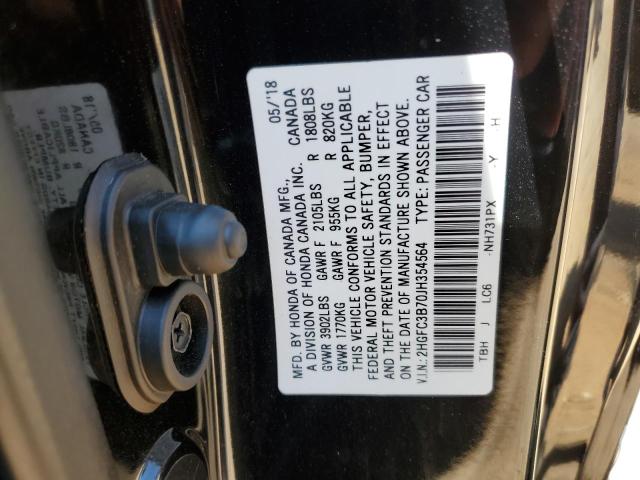 MFD. BY HONDA OF CANADA MFG., 05/'18
A DIVISION OF HONDA CANADA INC. CANADA
GVWR 3902LBS GAWR F 2105LBS R 1808LBS
GVWR 1770KG GAWR F 955KG R 820KG
THIS VEHICLE CONFORMS TO ALL APPLICABLE
FEDERAL MOTOR VEHICLE SAFETY, BUMPER,
AND THEFT PREVENTION STANDARDS IN EFFECT
ON THE DATE OF MANUFACTURE SHOWN ABOVE.
V.I.N.: 2HGFC3B70JH354564 TYPE: PASSENGER CAR
TBH J LC6 -NH731PX -Y -H